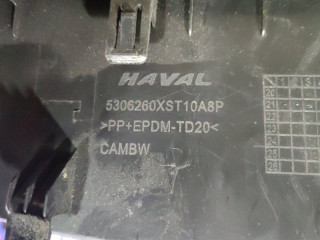 HAVAL
5306260XST10A8P
>PP+EPDM-TD20<
CAMBW